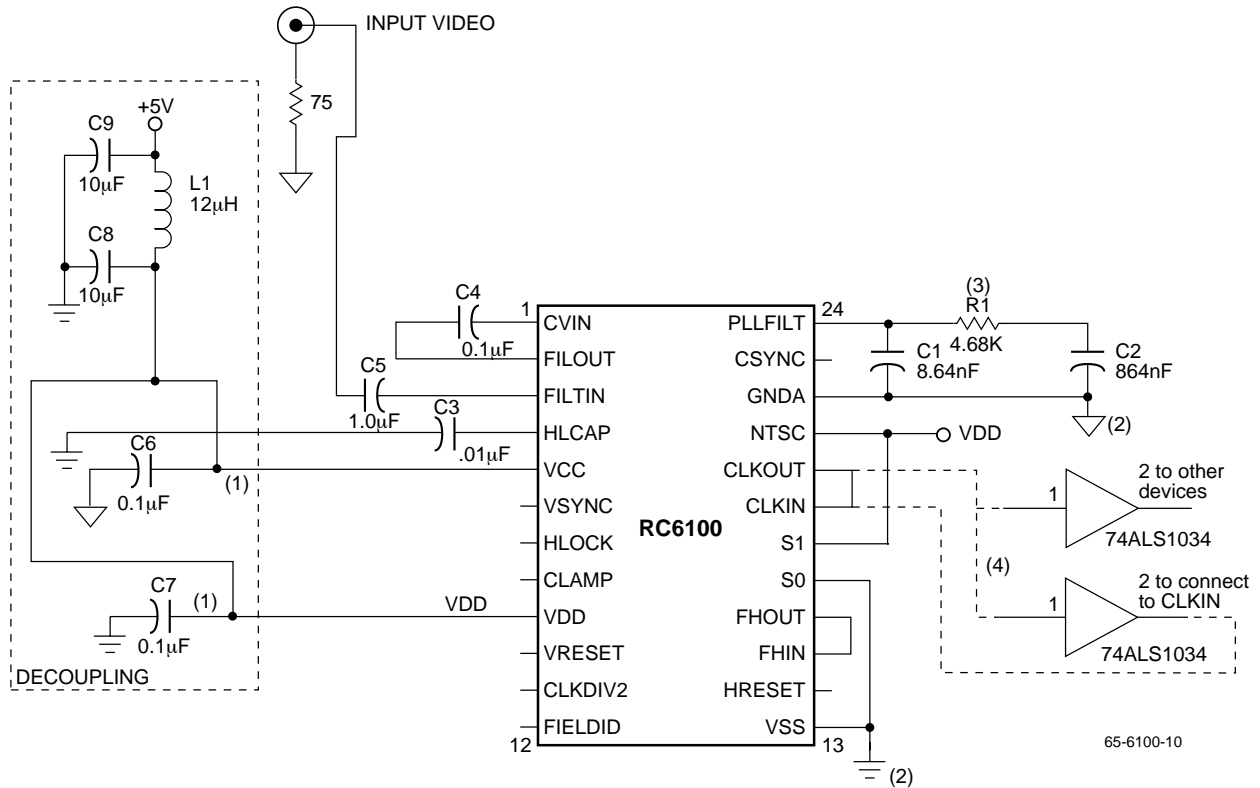 INPUT VIDEO
75
+5V
C9
10µF
L1
12µH
C8
10µF
C6
0.1µF
(1)
C7
0.1µF
(1)
VDD
DECOUPLING
C4
0.1µF
C5
1.0µF
C3
.01µF
1
CVIN
FILOUT
FILTIN
HLCAP
VCC
VSYNC
HLOCK
CLAMP
VDD
VRESET
CLKDIV2
FIELDID
12
RC6100
24
PLLFILT
CSYNC
GNDA
NTSC
CLKOUT
CLKIN
S1
S0
FHOUT
FHIN
HRESET
VSS
13
(3)
R1
4.68K
C1
8.64nF
C2
864nF
(2)
VDD
1
2 to other
devices
74ALS1034
(4)
1
2 to connect
to CLKIN
74ALS1034
(2)
65-6100-10